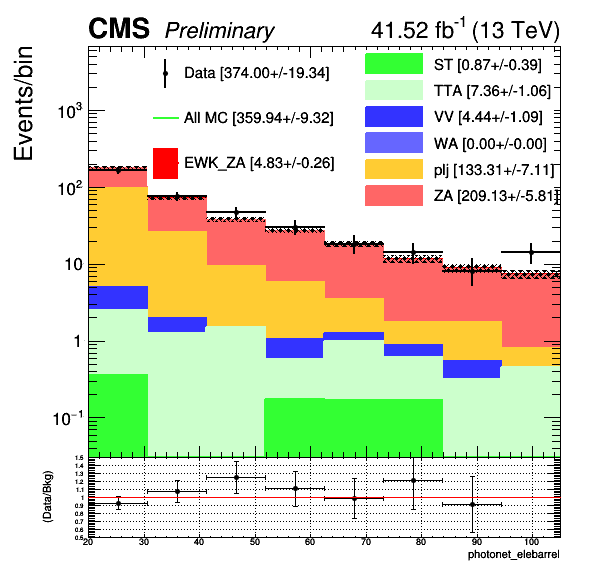 CMS Preliminary 41.52 fb⁻¹ (13 TeV)
Events/bin
Data [374.00+/-19.34]
All MC [359.94+/-9.32]
EWK_ZA [4.83+/-0.26]
ST [0.87+/-0.39]
TTA [7.36+/-1.06]
VV [4.44+/-1.09]
WA [0.00+/-0.00]
plj [133.31+/-7.11]
ZA [209.13+/-5.81]
10³
10²
10
1
10⁻¹
(Data/Bkg)
1.5
1.4
1.3
1.2
1.1
1
0.9
0.8
0.7
0.6
0.5
20 30 40 50 60 70 80 90 100
photonet_elebarrel